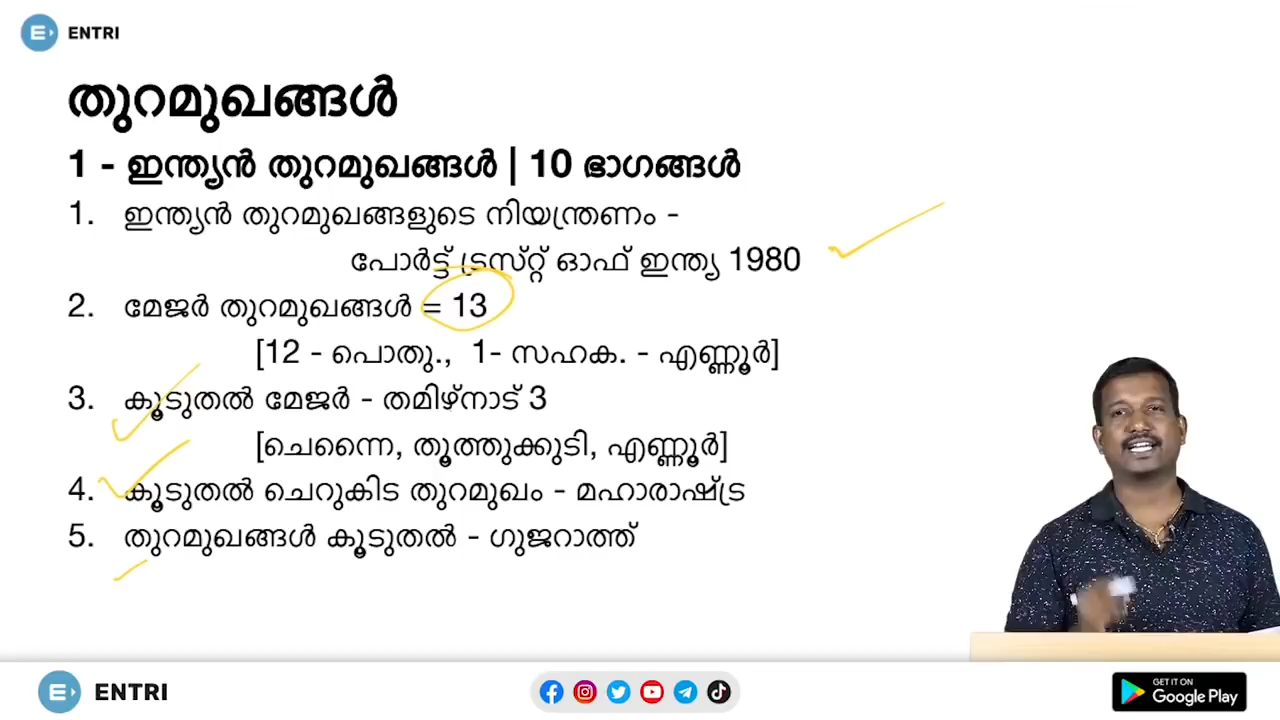 ENTRI
തുറമുഖങ്ങൾ
1 - ഇന്ത്യൻ തുറമുഖങ്ങൾ | 10 ഭാഗങ്ങൾ
1. ഇന്ത്യൻ തുറമുഖങ്ങളുടെ നിയന്ത്രണം -
പോർട്ട് ട്രസ്റ്റ് ഓഫ് ഇന്ത്യ 1980
2. മേജർ തുറമുഖങ്ങൾ = 13
[12 - പൊതു., 1- സഹക. - എണ്ണൂർ]
3. കൂടുതൽ മേജർ - തമിഴ്നാട് 3
[ചെന്നൈ, തൂത്തുക്കുടി, എണ്ണൂർ]
4. കൂടുതൽ ചെറുകിട തുറമുഖം - മഹാരാഷ്ട്ര
5. തുറമുഖങ്ങൾ കൂടുതൽ - ഗുജറാത്ത്
ENTRI
GET IT ON
Google Play